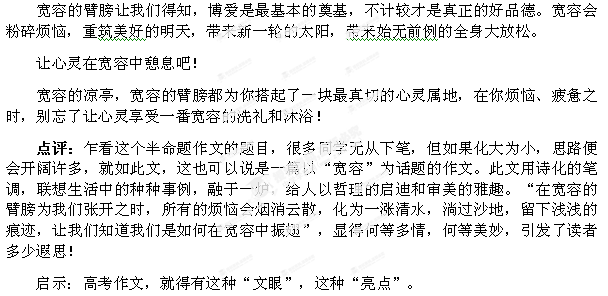 宽容的臂膀让我们得知，博爱是最基本的奠基，不计较才是真正的好品德。宽容会
粉碎烦恼，重筑美好的明天，带来新一轮的太阳，带来始无前例的全身大放松。
让心灵在宽容中憩息吧！
宽容的凉亭，宽容的臂膀都为你搭起了一块最真切的心灵属地，在你烦恼、疲惫之
时，别忘了让心灵享受一番宽容的洗礼和沐浴！
点评：乍看这个半命题作文的题目，很多同学无从下笔，但如果化大为小，思路便
会开阔许多，就如此文，这也可以说是一篇以“宽容”为话题的作文。此文用诗化的笔
调，联想生活中的种种事例，融于一炉，给人以哲理的启迪和审美的雅趣。“在宽容的
臂膀为我们张开之时，所有的烦恼会烟消云散，化为一涨清水，淌过沙地，留下浅浅的
痕迹，让我们知道我们是如何在宽容中振翅”，显得何等多情，何等美妙，引发了读者
多少遐思！
启示：高考作文，就得有这种“文眼”，这种“亮点”。